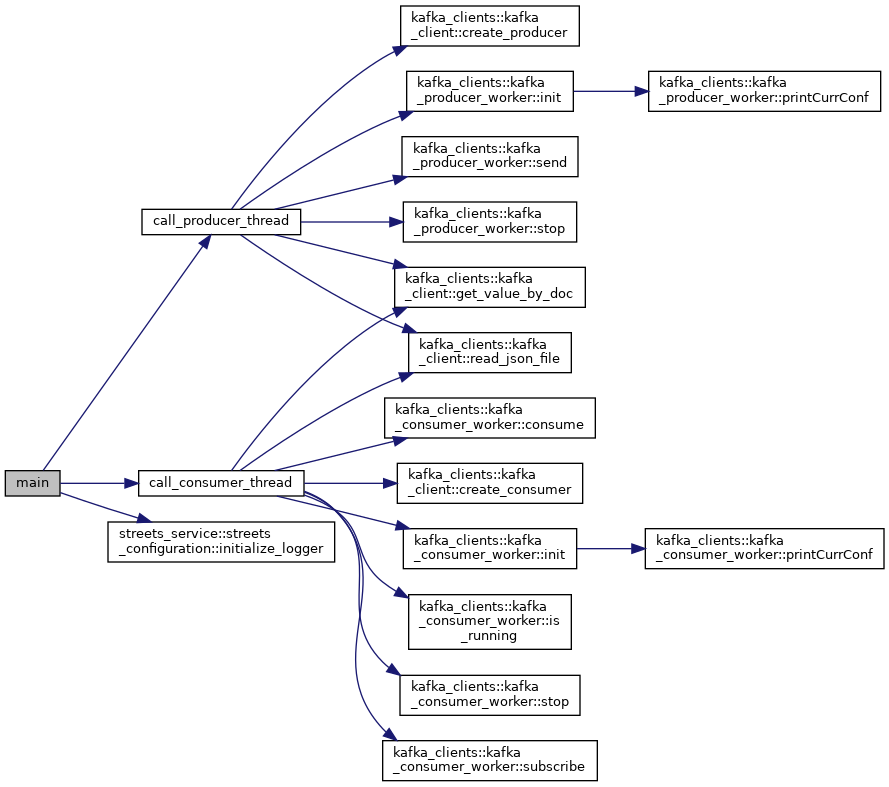 kafka_clients::kafka
_client::create_producer
kafka_clients::kafka
_producer_worker::init
kafka_clients::kafka
_producer_worker::printCurrConf
kafka_clients::kafka
_producer_worker::send
call_producer_thread
kafka_clients::kafka
_producer_worker::stop
kafka_clients::kafka
_client::get_value_by_doc
kafka_clients::kafka
_client::read_json_file
kafka_clients::kafka
_consumer_worker::consume
main
call_consumer_thread
kafka_clients::kafka
_client::create_consumer
streets_service::streets
_configuration::initialize_logger
kafka_clients::kafka
_consumer_worker::init
kafka_clients::kafka
_consumer_worker::printCurrConf
kafka_clients::kafka
_consumer_worker::is
_running
kafka_clients::kafka
_consumer_worker::stop
kafka_clients::kafka
_consumer_worker::subscribe